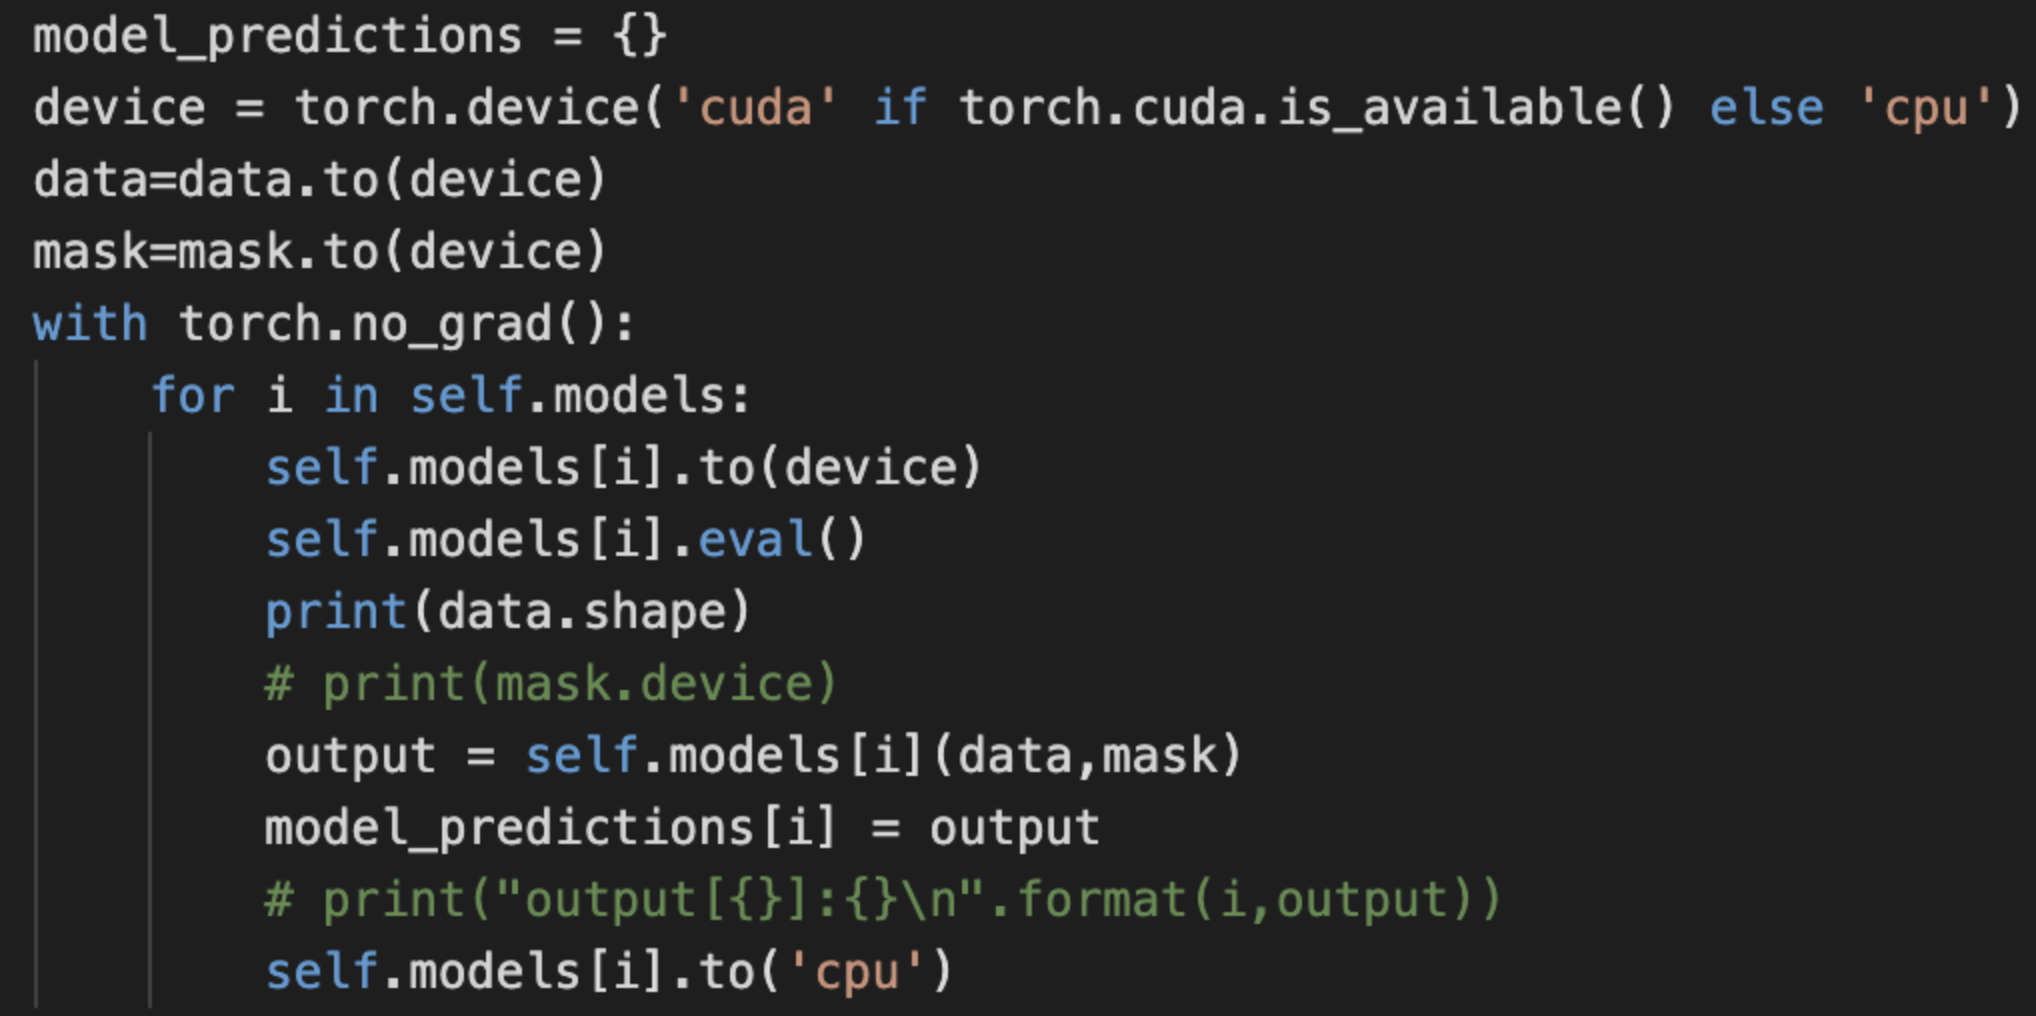 model_predictions = {}
device = torch.device('cuda' if torch.cuda.is_available() else 'cpu')
data=data.to(device)
mask=mask.to(device)
with torch.no_grad():
    for i in self.models:
        self.models[i].to(device)
        self.models[i].eval()
        print(data.shape)
        # print(mask.device)
        output = self.models[i](data,mask)
        model_predictions[i] = output
        # print("output[{}]:{}\n".format(i,output))
        self.models[i].to('cpu')